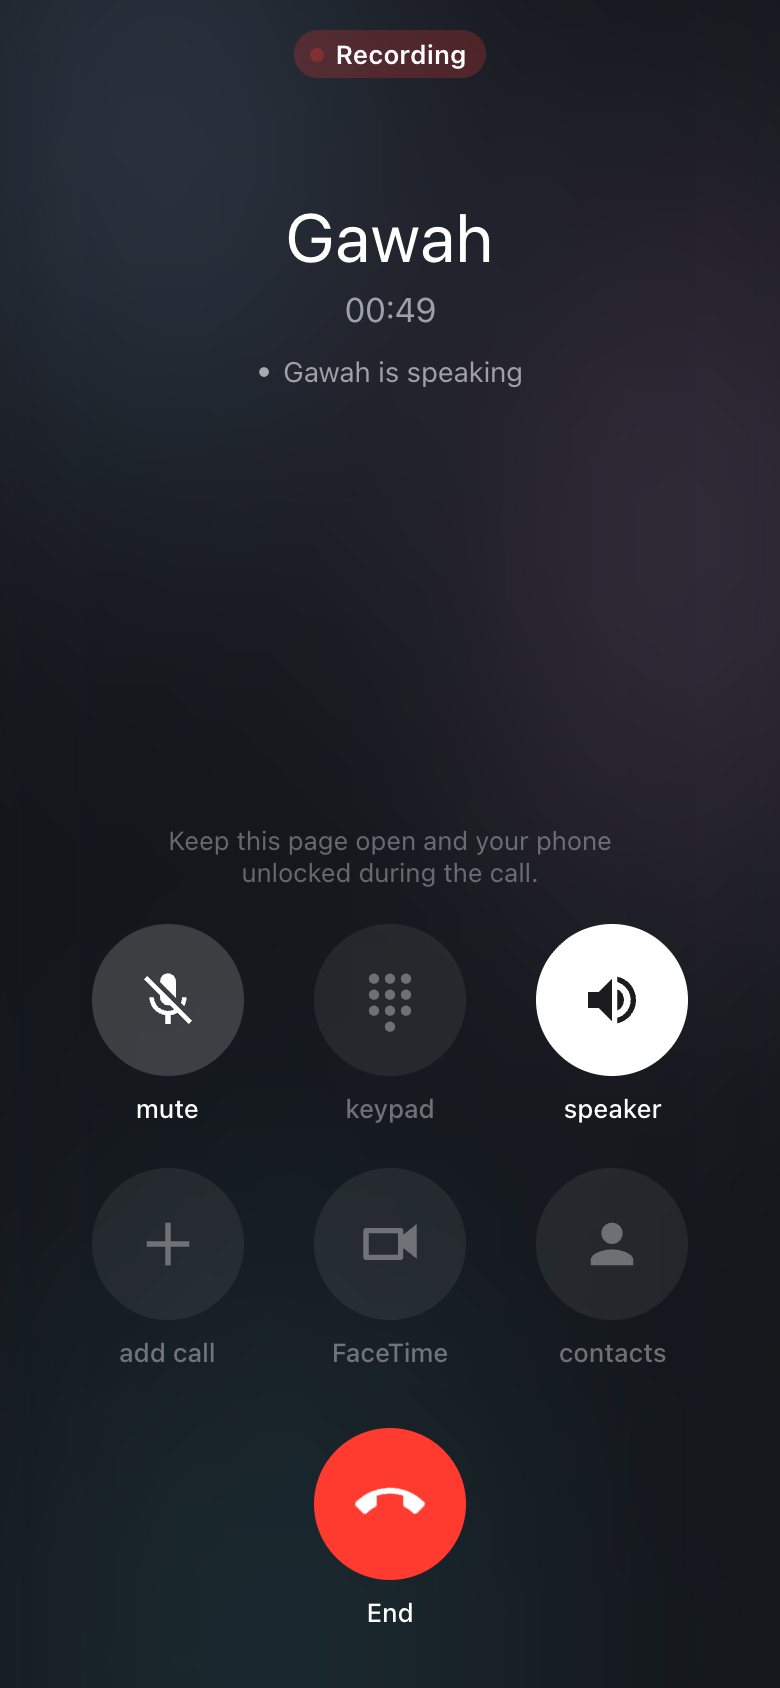 Recording
Gawah
00:49
• Gawah is speaking
Keep this page open and your phone
unlocked during the call.
mute
keypad
speaker
add call
FaceTime
contacts
End